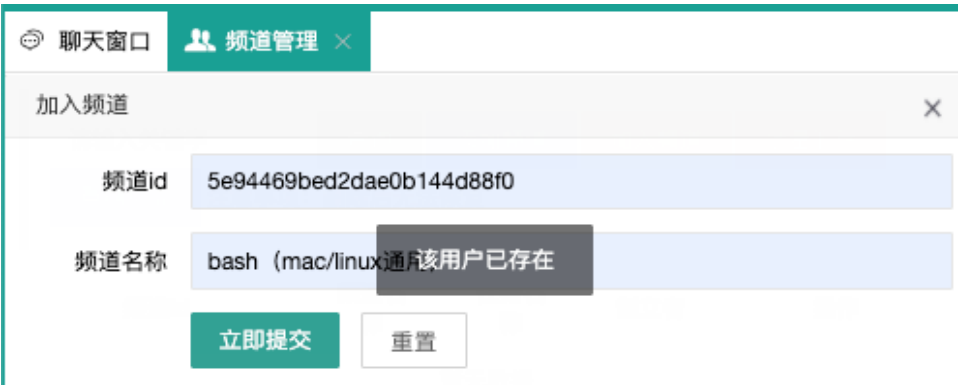 聊天窗口 频道管理
加入频道
频道id 5e94469bed2dae0b144d88f0
频道名称 bash（mac/linux通用）
该用户已存在
立即提交 重置